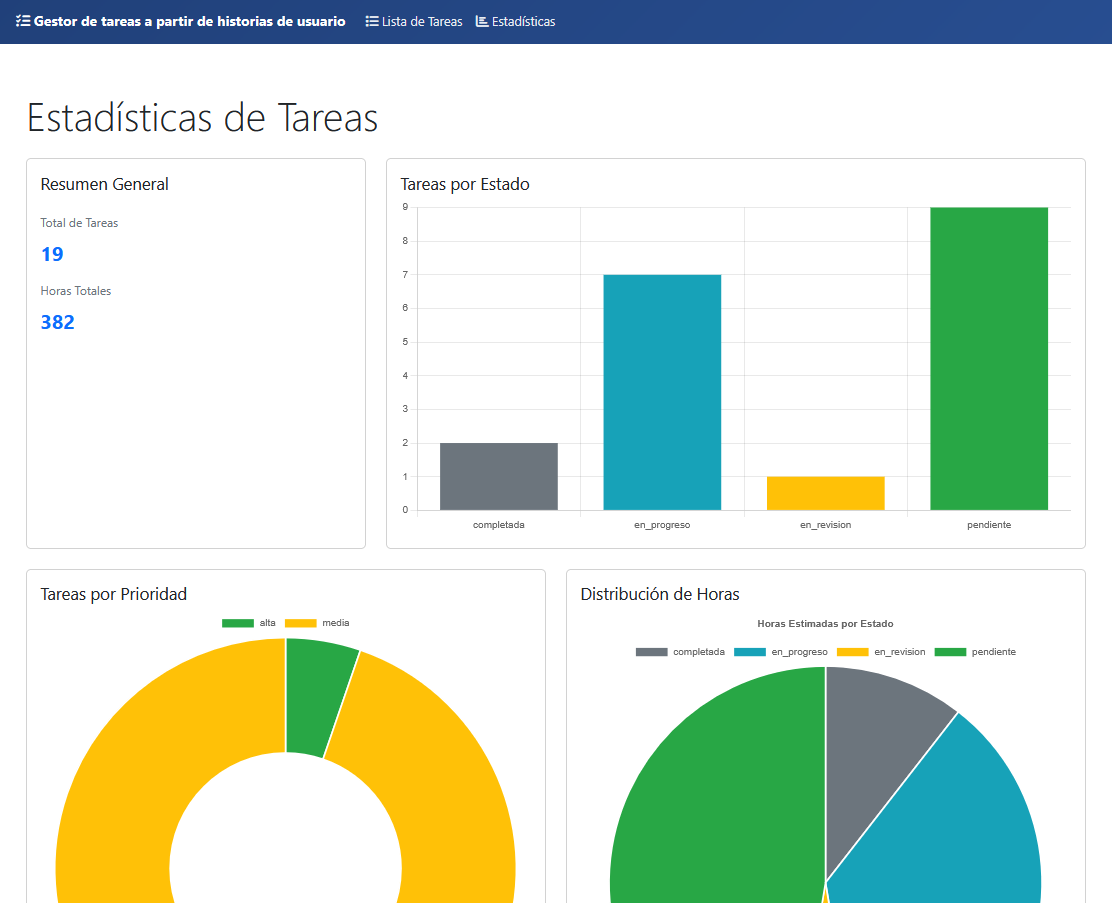 Gestor de tareas a partir de historias de usuario Lista de Tareas Estadísticas
Estadísticas de Tareas
Resumen General
Total de Tareas
19
Horas Totales
382
Tareas por Estado
9
8
7
6
5
4
3
2
1
0
completada en_progreso en_revision pendiente
Tareas por Prioridad
alta media
Distribución de Horas
Horas Estimadas por Estado
completada en_progreso en_revision pendiente